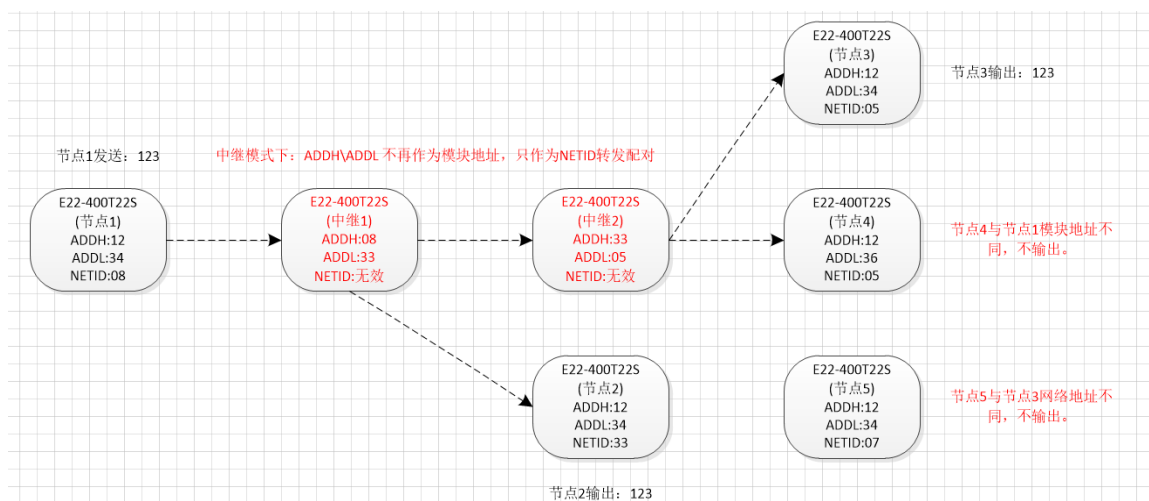 E22-400T22S
(节点3)
ADDH:12
ADDL:34
NETID:05
节点3输出：123
节点1发送：123
中继模式下：ADDH\ADDL 不再作为模块地址，只作为NETID转发配对
E22-400T22S
(节点1)
ADDH:12
ADDL:34
NETID:08
E22-400T22S
(中继1)
ADDH:08
ADDL:33
NETID:无效
E22-400T22S
(中继2)
ADDH:33
ADDL:05
NETID:无效
E22-400T22S
(节点4)
ADDH:12
ADDL:36
NETID:05
节点4与节点1模块地址不
同，不输出。
E22-400T22S
(节点2)
ADDH:12
ADDL:34
NETID:33
E22-400T22S
(节点5)
ADDH:12
ADDL:34
NETID:07
节点5与节点3网络地址不
同，不输出。
节点2输出：123